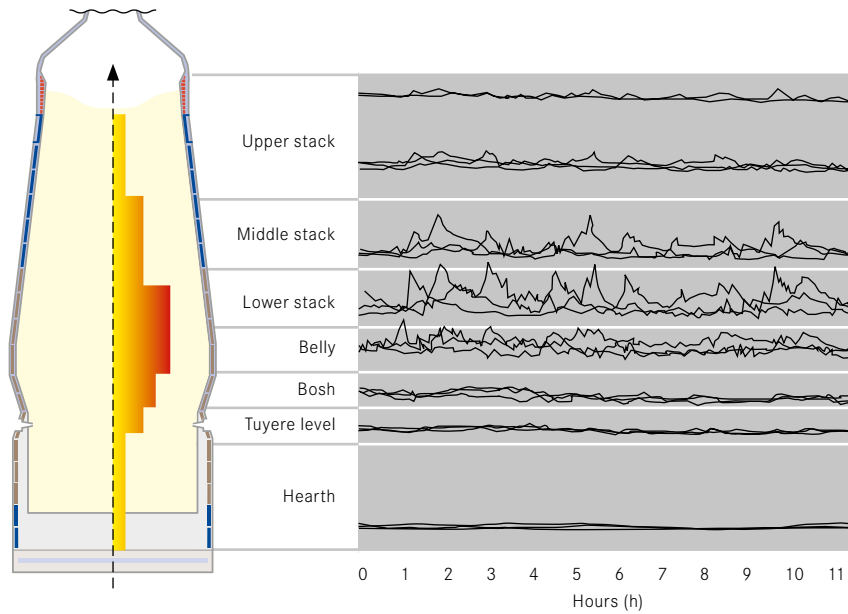 Upper stack
Middle stack
Lower stack
Belly
Bosh
Tuyere level
Hearth
0 1 2 3 4 5 6 7 8 9 10 11
Hours (h)